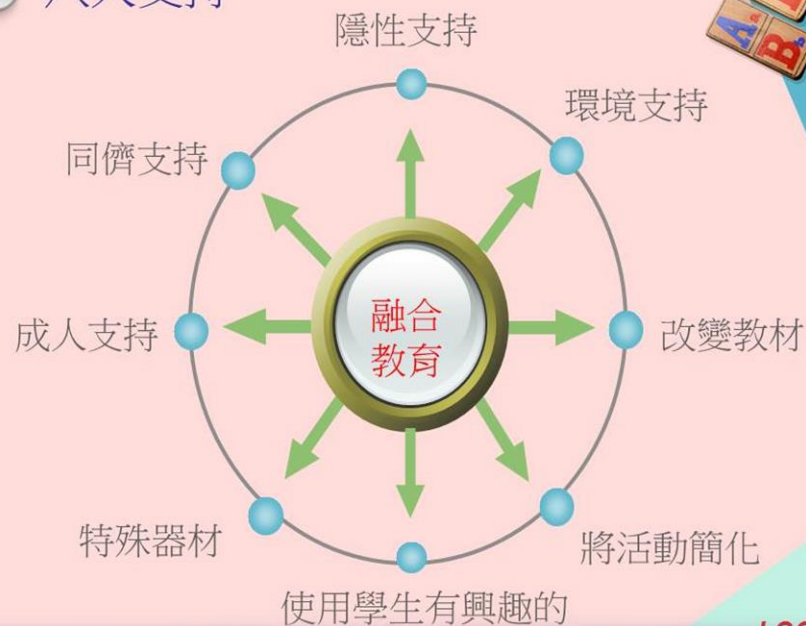 隱性支持
環境支持
同儕支持
融合
教育
成人支持
改變教材
特殊器材
將活動簡化
使用學生有興趣的